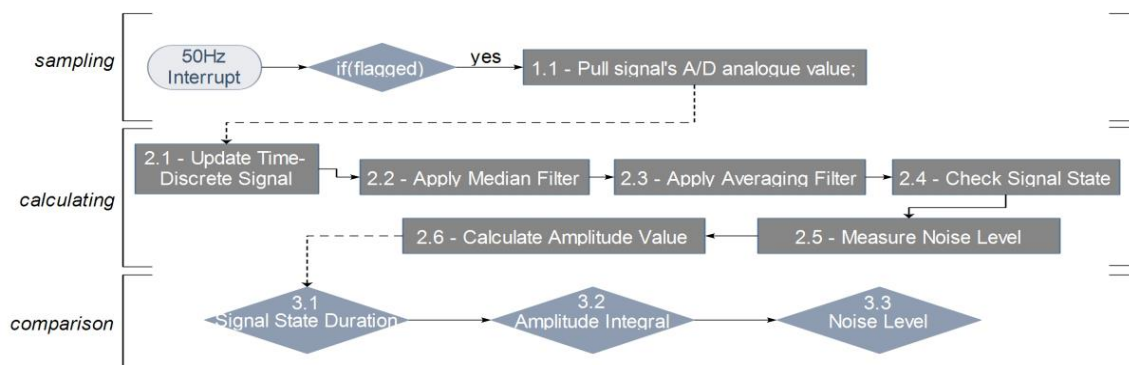 sampling
50Hz
Interrupt
if(flagged)
yes
1.1 - Pull signal's A/D analogue value;
calculating
2.1 - Update Time-
Discrete Signal
2.2 - Apply Median Filter
2.3 - Apply Averaging Filter
2.4 - Check Signal State
2.6 - Calculate Amplitude Value
2.5 - Measure Noise Level
comparison
3.1
Signal State Duration
3.2
Amplitude Integral
3.3
Noise Level